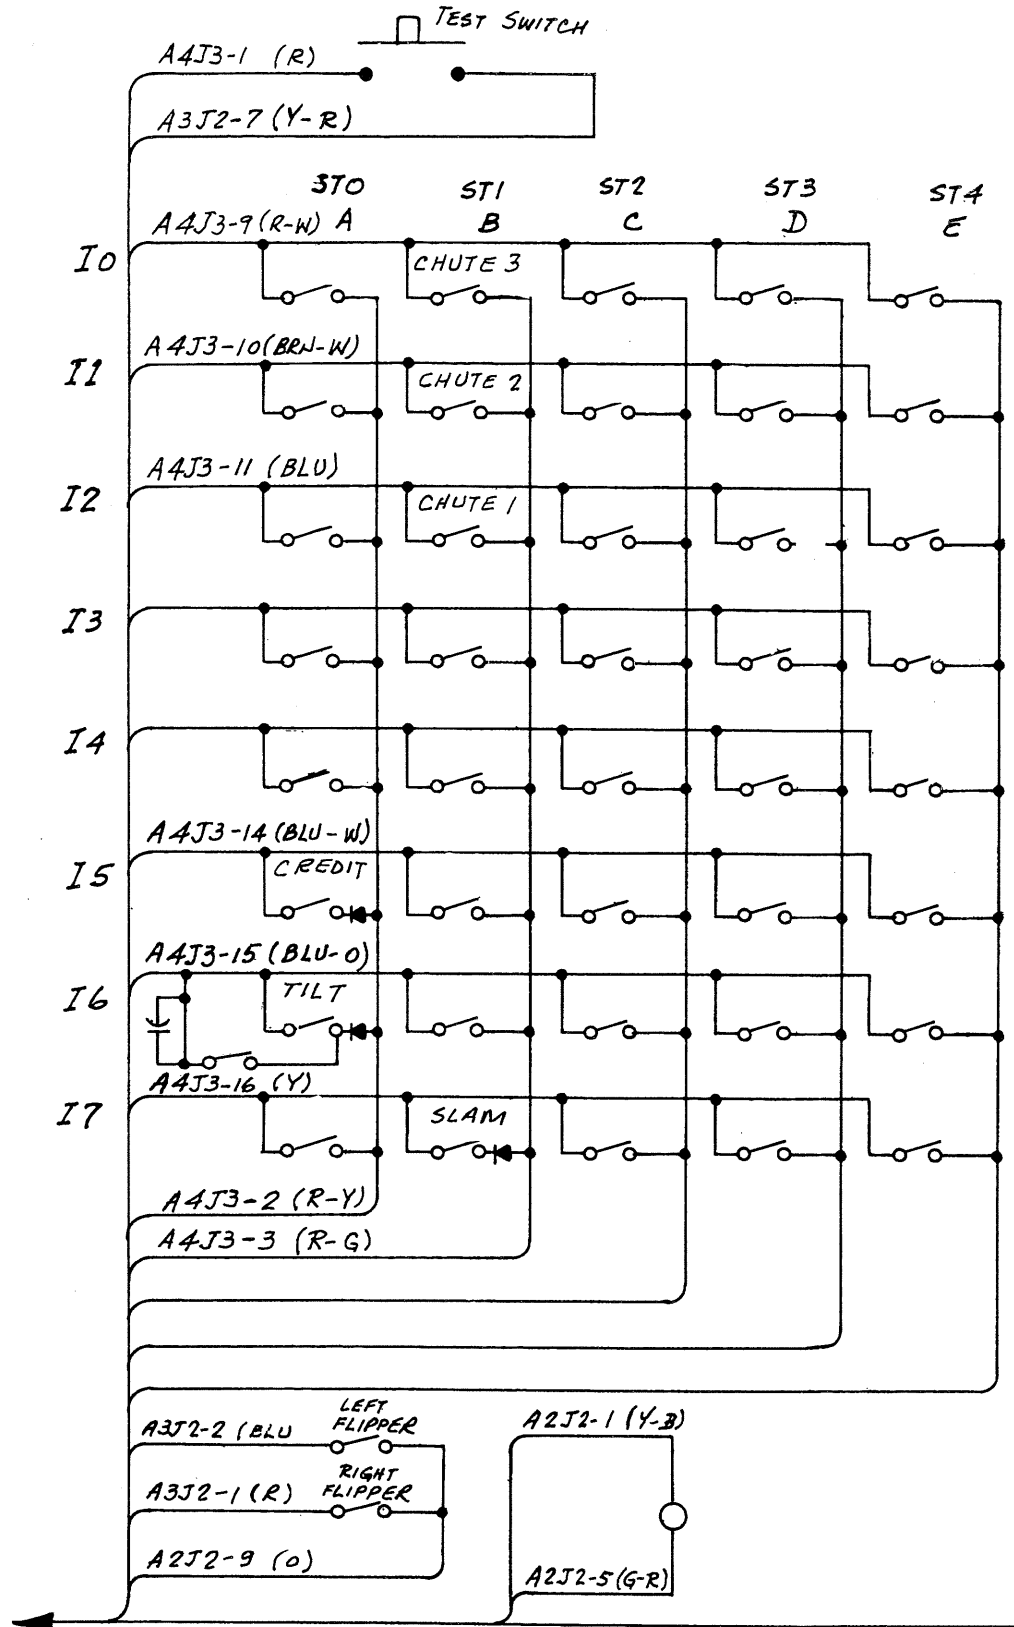 TEST SWITCH
A4J3-1 (R)
A3J2-7 (Y-R)
ST0 ST1 ST2 ST3 ST4
A B C D E
A4J3-9 (R-W)
I0
CHUTE 3
A4J3-10 (BRN-W)
I1
CHUTE 2
A4J3-11 (BLU)
I2
CHUTE 1
I3
I4
A4J3-14 (BLU-W)
I5
CREDIT
A4J3-15 (BLU-O)
I6
TILT
A4J3-16 (Y)
I7
SLAM
A4J3-2 (R-Y)
A4J3-3 (R-G)
LEFT
FLIPPER
A3J2-2 (BLU
RIGHT
FLIPPER
A3J2-1 (R)
A2J2-9 (O)
A2J2-1 (Y-B)
A2J2-5 (G-R)